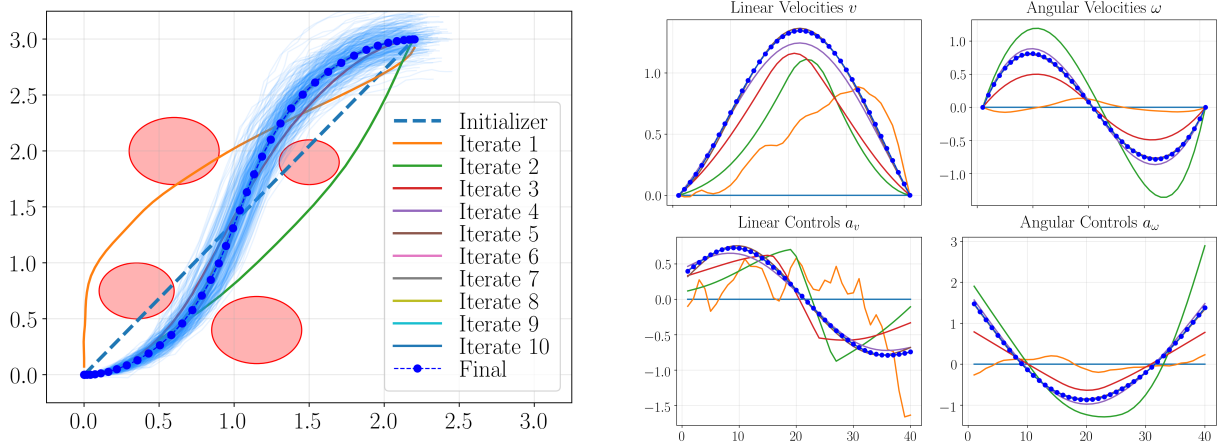 3.0
2.5
2.0
1.5
1.0
0.5
0.0
0.0 0.5 1.0 1.5 2.0 2.5 3.0
Initializer
Iterate 1
Iterate 2
Iterate 3
Iterate 4
Iterate 5
Iterate 6
Iterate 7
Iterate 8
Iterate 9
Iterate 10
Final
Linear Velocities v
1.0
0.5
0.0
Angular Velocities ω
1.0
0.5
0.0
−0.5
−1.0
Linear Controls a_v
0.5
0.0
−0.5
−1.0
−1.5
0 10 20 30 40
Angular Controls a_ω
3
2
1
0
−1
0 10 20 30 40